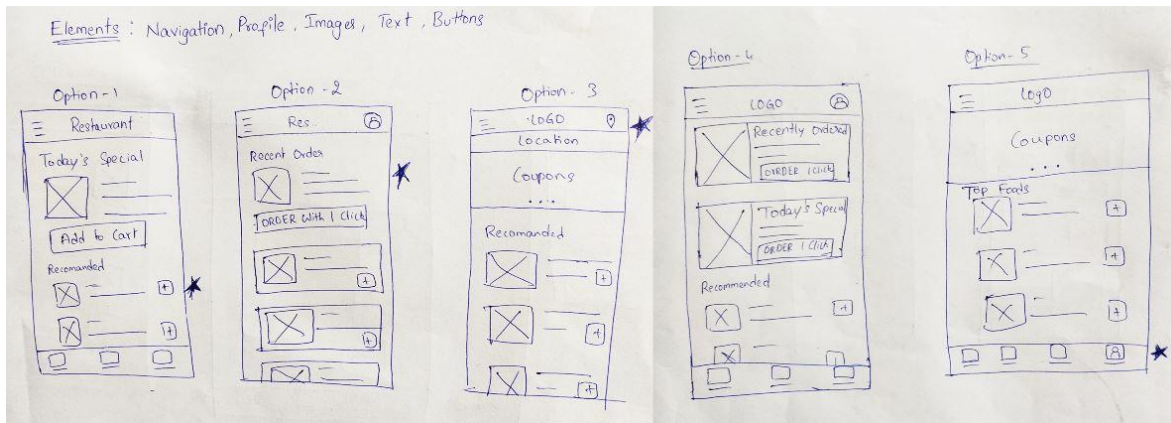 Elements : Navigation, Profile, Images, Text, Buttons
Option - 1
Restaurant
Today's Special
Add to Cart
Recomanded
+
+
Option - 2
Res..
Recent Order
ORDER With 1 Click
+
+
Option - 3
LOGO
Location
Coupons
...
Recomanded
+
+
+
Option - 4
LOGO
Recently Ordered
ORDER 1 Click
Today's Special
ORDER 1 Click
Recommended
+
+
Option - 5
LOGO
Coupons
...
Top Foods
+
+
+